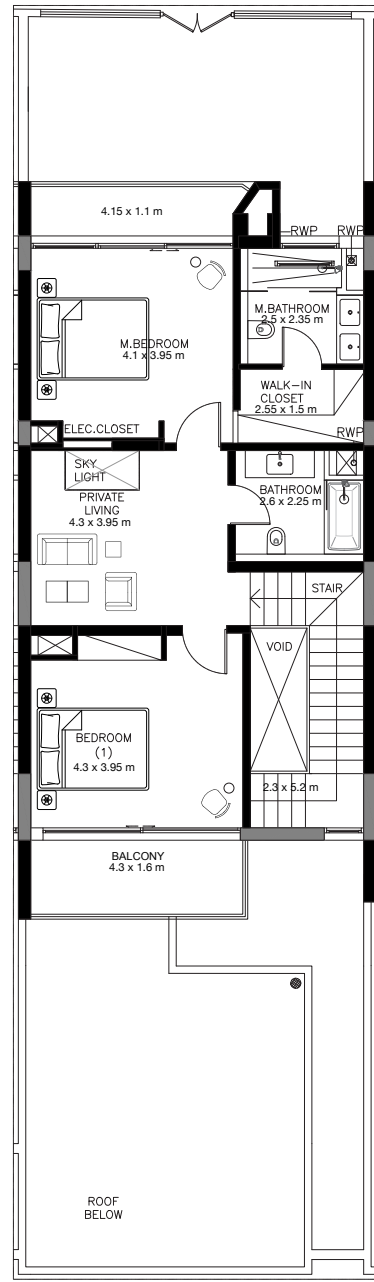 4.15 x 1.1 m
RWP
RWP
M.BATHROOM
2.5 x 2.35 m
M.BEDROOM
4.1 x 3.95 m
WALK-IN
CLOSET
2.55 x 1.5 m
ELEC.CLOSET
RWP
SKY
LIGHT
PRIVATE
LIVING
4.3 x 3.95 m
BATHROOM
2.6 x 2.25 m
STAIR
VOID
BEDROOM
(1)
4.3 x 3.95 m
2.3 x 5.2 m
BALCONY
4.3 x 1.6 m
ROOF
BELOW